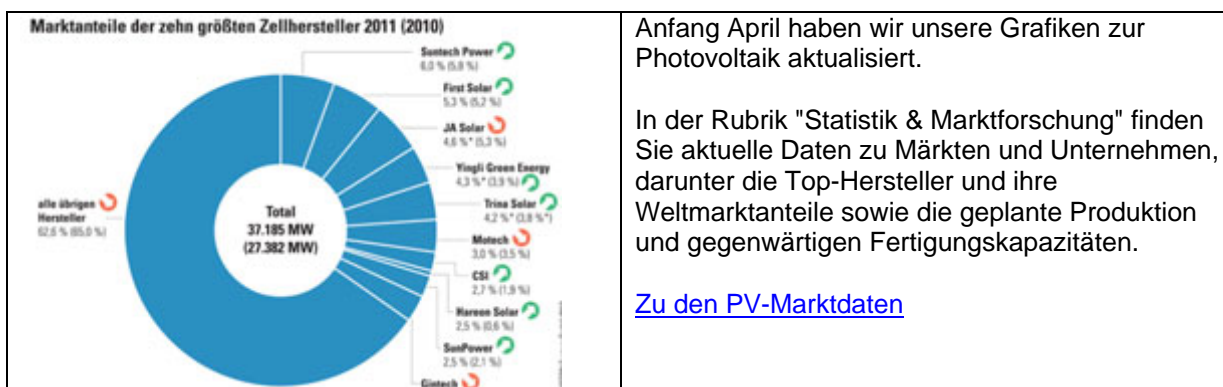 Marktanteile der zehn größten Zellhersteller 2011 (2010)
Suntech Power
6,0 % (5,8 %)
First Solar
5,3 % (5,2 %)
JA Solar
4,6 %* (5,3 %)
Yingli Green Energy
4,3 %* (3,9 %)
Trina Solar
4,2 %* (3,8 %*)
Motech
3,0 % (3,5 %)
CSI
2,7 % (1,9 %)
Hareon Solar
2,5 % (0,6 %)
SunPower
2,5 % (2,1 %)
Gintech
alle übrigen
Hersteller
62,6 % (65,0 %)
Total
37.185 MW
(27.382 MW)
Anfang April haben wir unsere Grafiken zur
Photovoltaik aktualisiert.
In der Rubrik "Statistik & Marktforschung" finden
Sie aktuelle Daten zu Märkten und Unternehmen,
darunter die Top-Hersteller und ihre
Weltmarktanteile sowie die geplante Produktion
und gegenwärtigen Fertigungskapazitäten.
Zu den PV-Marktdaten